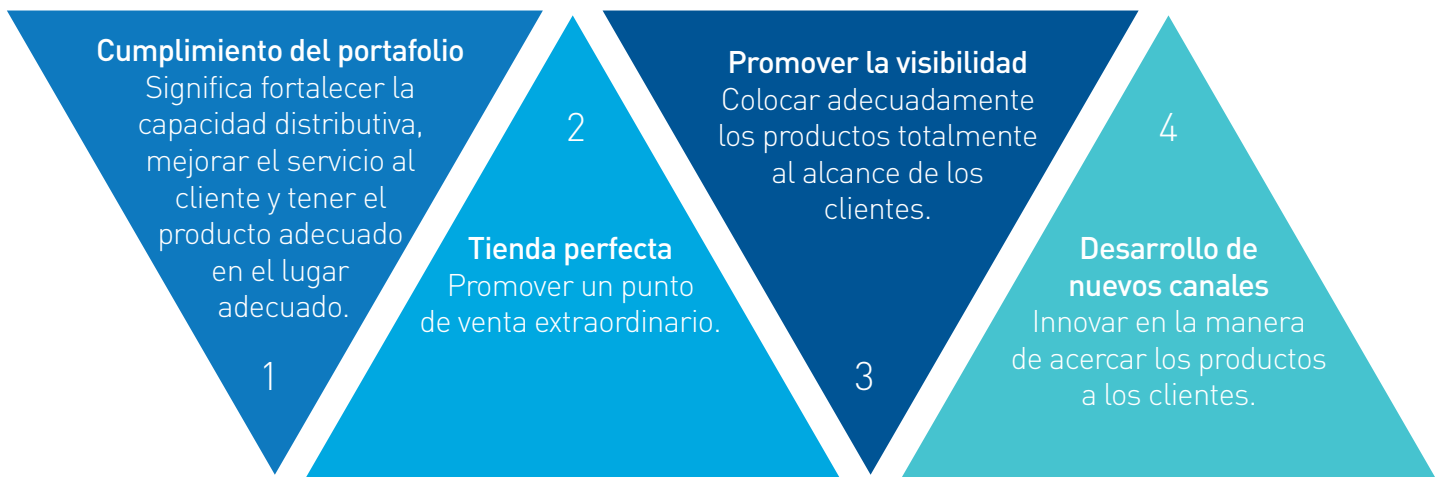 Cumplimiento del portafolio
Significa fortalecer la
capacidad distributiva,
mejorar el servicio al
cliente y tener el
producto adecuado
en el lugar
adecuado.
1
2
Tienda perfecta
Promover un punto
de venta extraordinario.
Promover la visibilidad
Colocar adecuadamente
los productos totalmente
al alcance de los
clientes.
3
4
Desarrollo de
nuevos canales
Innovar en la manera
de acercar los productos
a los clientes.